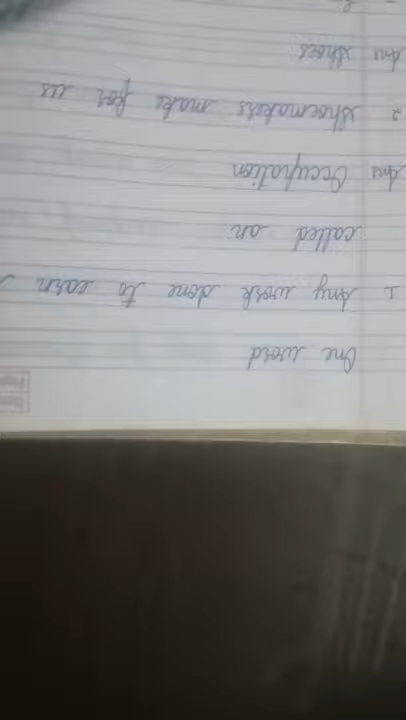 One word
1 Any work done to earn
called an
Ans Occupation
2 Shoemakers make for us
Ans Shoes